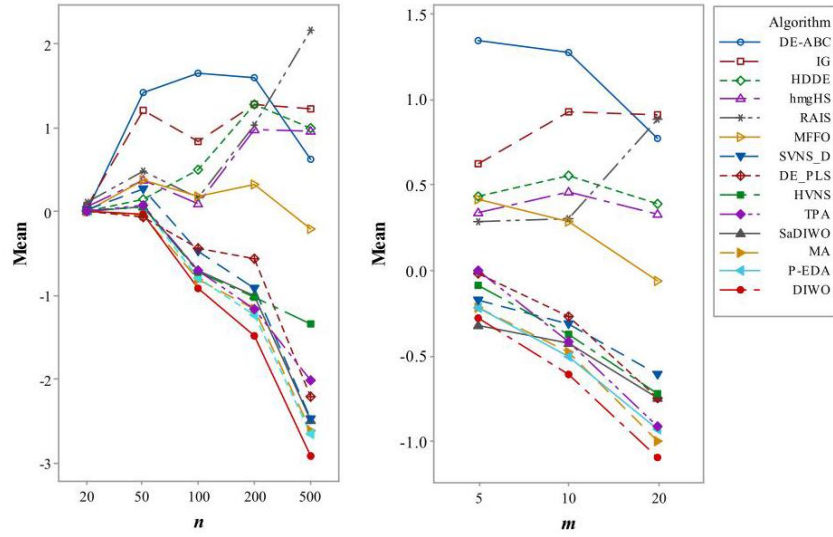 2
1
0
-1
-2
-3
Mean
20 50 100 200 500
n
1.5
1.0
0.5
0.0
-0.5
-1.0
Mean
5 10 20
m
Algorithm
DE-ABC
IG
HDDE
hmgHS
RAIS
MFFO
SVNS_D
DE_PLS
HVNS
TPA
SaDIWO
MA
P-EDA
DIWO